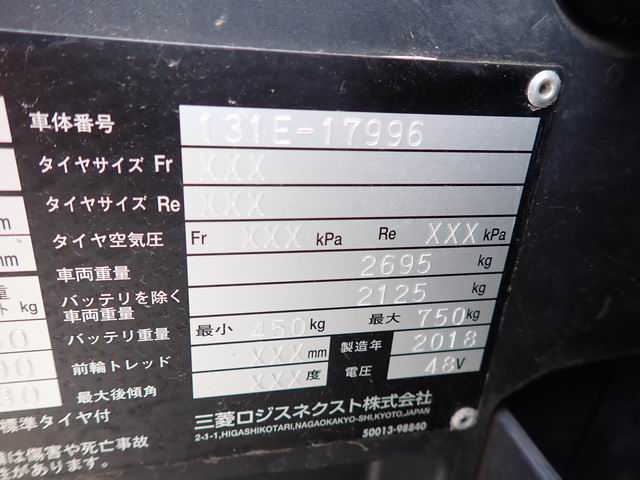 車体番号 131E-17996
タイヤサイズ Fr XXX
タイヤサイズ Re XXX
タイヤ空気圧 Fr XXX kPa Re XXX kPa
車両重量 2695 kg
バッテリを除く車両重量 2125 kg
バッテリ重量 最小 450 kg 最大 750 kg
前輪トレッド XXX mm 製造年 2018
最大後傾角 XXX 度 電圧 48V
標準タイヤ付
三菱ロジスネクスト株式会社
2-1-1,HIGASHIKOTARI,NAGAOKAKYO-SHI,KYOTO,JAPAN
50013-98840
は傷害や死亡事故
性があります。
m
mm
重
kg